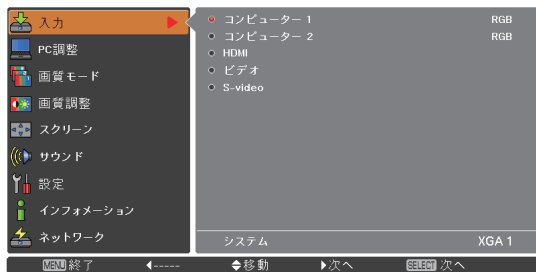 入力
PC調整
画質モード
画質調整
スクリーン
サウンド
設定
インフォメーション
ネットワーク
コンピューター 1 RGB
コンピューター 2 RGB
HDMI
ビデオ
S-video
システム XGA 1
MENU 終了 ----- 移動 次へ SELECT 次へ